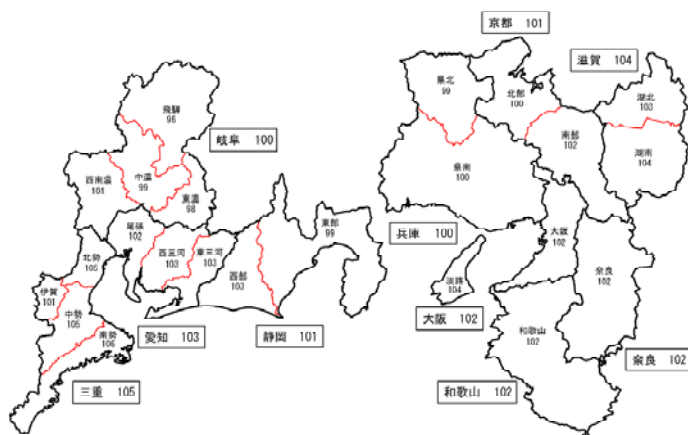 京都 101
滋賀 104
県北
99
北部
100
湖北
103
飛騨
96
岐阜 100
南部
102
湖南
104
西南濃
101
中濃
99
県南
100
東濃
98
尾張
102
東部
99
兵庫 100
大阪
102
西三河
103
東三河
103
北勢
105
西部
103
淡路
104
奈良
102
伊賀
101
中勢
105
大阪 102
和歌山
102
南勢
106
愛知 103
静岡 101
奈良 102
三重 105
和歌山 102